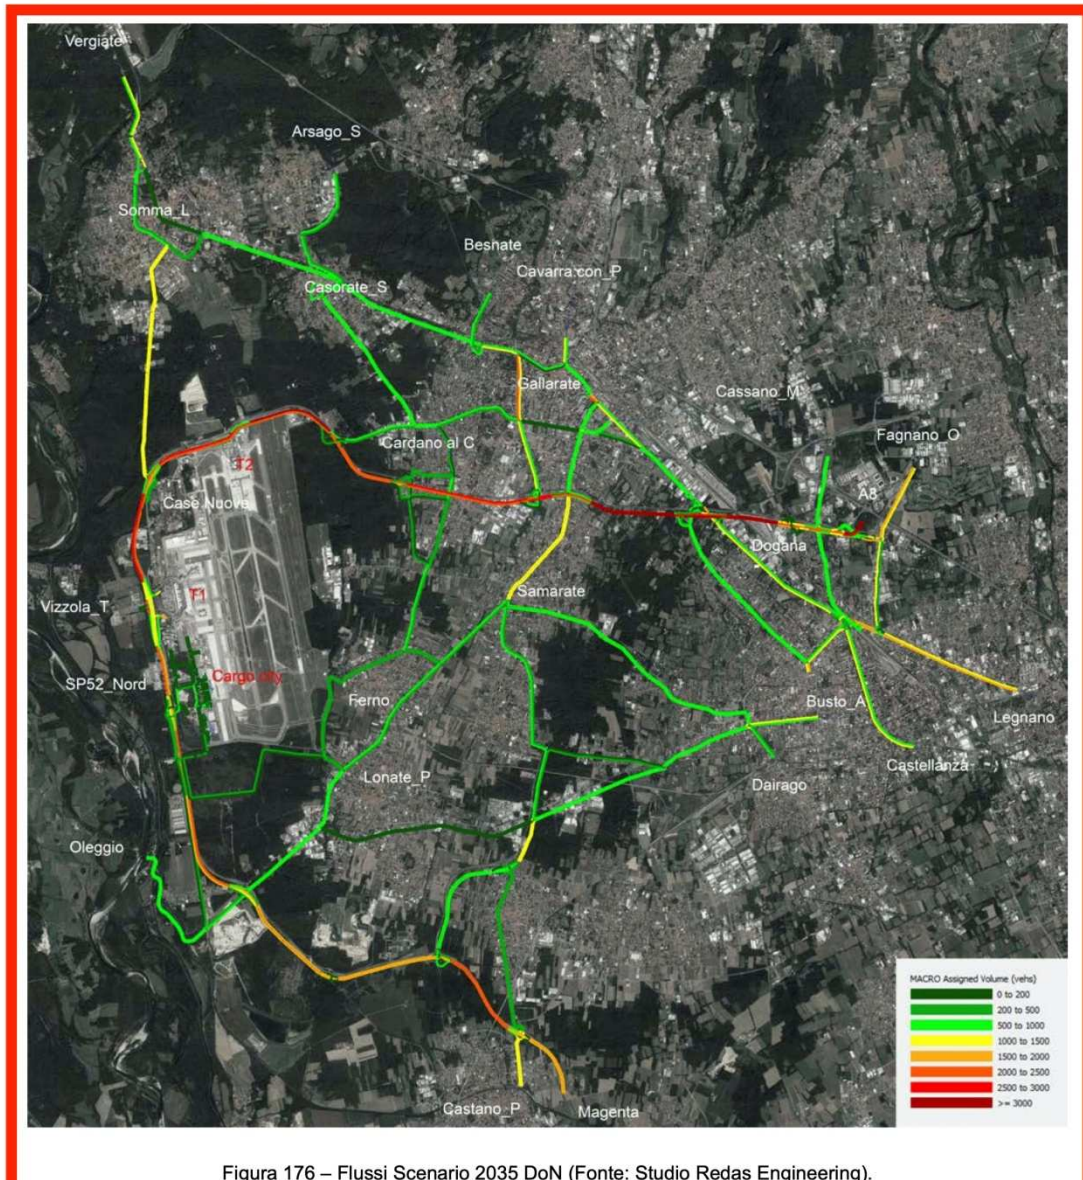 Vergiate
Arsago_S
Somma_L
Besnate
Cavarra con_P
Casorate_S
Gallarate
Cassano_M
Cardano al C
Fagnano_O
T2
A8
Case Nuove
Dogana
T1
Samarate
Vizzola_T
SP52_Nord
Cargo city
Ferno
Busto_A
Legnano
Castellanza
Lonate_P
Dairago
Oleggio
Castano_P
Magenta
MACRO Assigned Volume (vehs)
0 to 200
200 to 500
500 to 1000
1000 to 1500
1500 to 2000
2000 to 2500
2500 to 3000
>= 3000
Figura 176 – Flussi Scenario 2035 DoN (Fonte: Studio Redas Engineering).